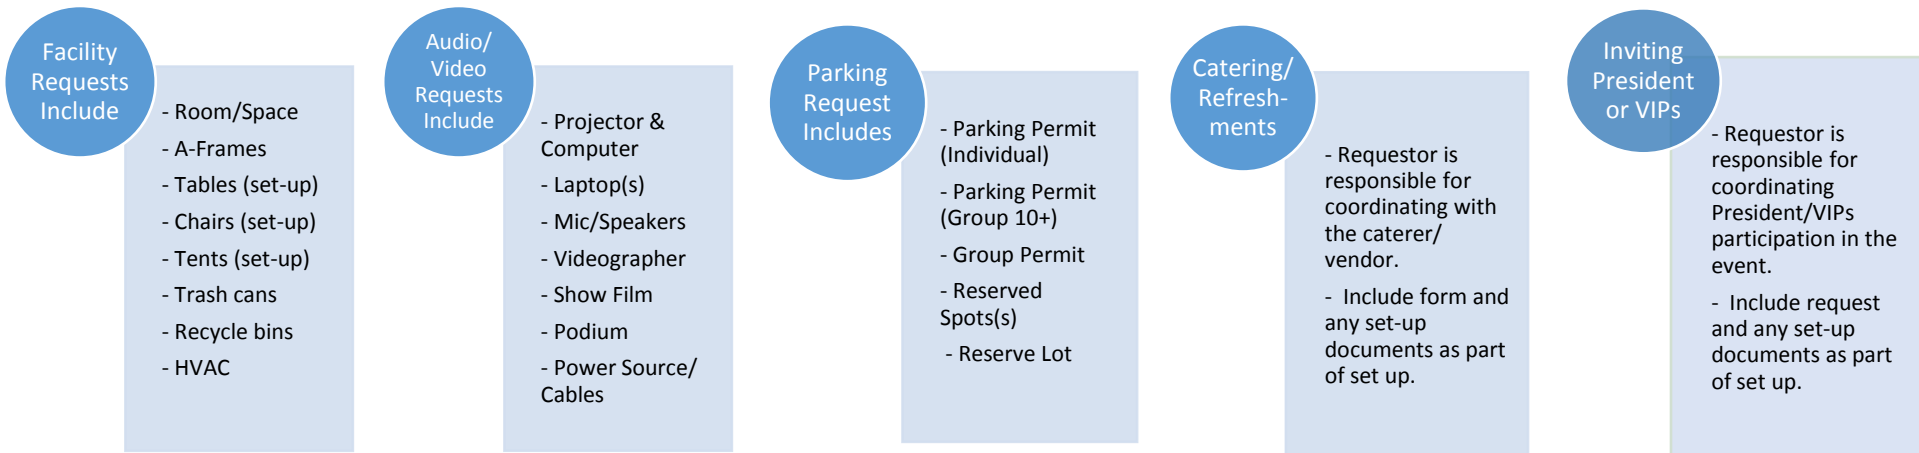 Facility
Requests
Include
- Room/Space
- A-Frames
- Tables (set-up)
- Chairs (set-up)
- Tents (set-up)
- Trash cans
- Recycle bins
- HVAC
Audio/
Video
Requests
Include
- Projector &
Computer
- Laptop(s)
- Mic/Speakers
- Videographer
- Show Film
- Podium
- Power Source/
Cables
Parking
Request
Includes
- Parking Permit
(Individual)
- Parking Permit
(Group 10+)
- Group Permit
- Reserved
Spots(s)
- Reserve Lot
Catering/
Refresh-
ments
- Requestor is
responsible for
coordinating with
the caterer/
vendor.
- Include form and
any set-up
documents as part
of set up.
Inviting
President
or VIPs
- Requestor is
responsible for
coordinating
President/VIPs
participation in the
event.
- Include request
and any set-up
documents as part
of set up.